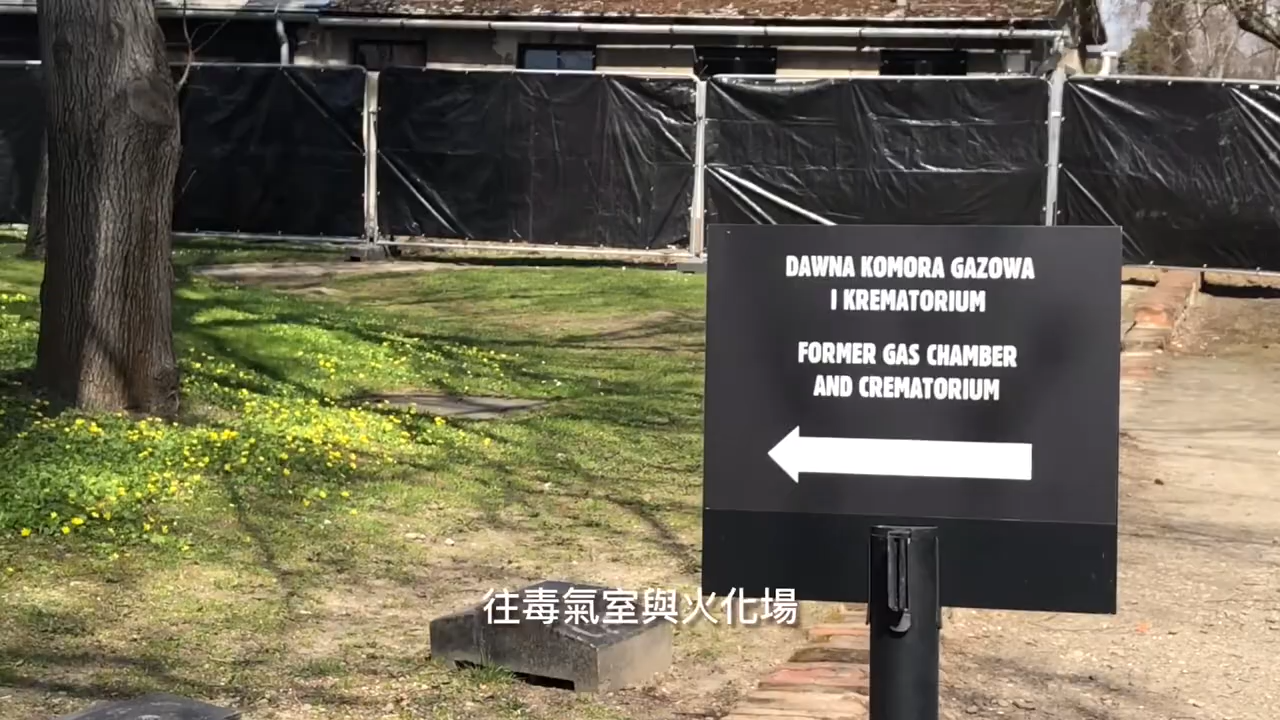 DAWNA KOMORA GAZOWA
I KREMATORIUM
FORMER GAS CHAMBER
AND CREMATORIUM
往毒氣室與火化場